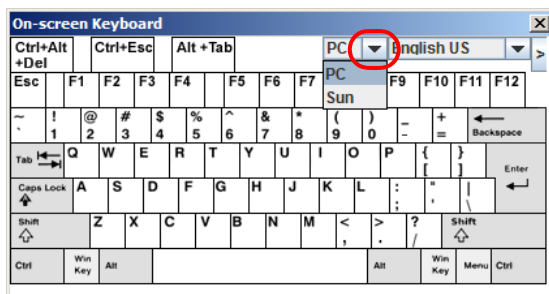 On-screen Keyboard
Ctrl+Alt +Del Ctrl+Esc Alt +Tab PC English US >
PC
Sun
Esc F1 F2 F3 F4 F5 F6 F7 F9 F10 F11 F12
~ ! @ # $ % ^ & * ( ) _ +
` 1 2 3 4 5 6 7 8 9 0 - = Backspace
Tab Q W E R T Y U I O P { }
[ ] Enter
Caps Lock A S D F G H J K L : " |
; ' \
Shift Z X C V B N M < > ? Shift
, . /
Ctrl Win Key Alt Alt Win Key Menu Ctrl